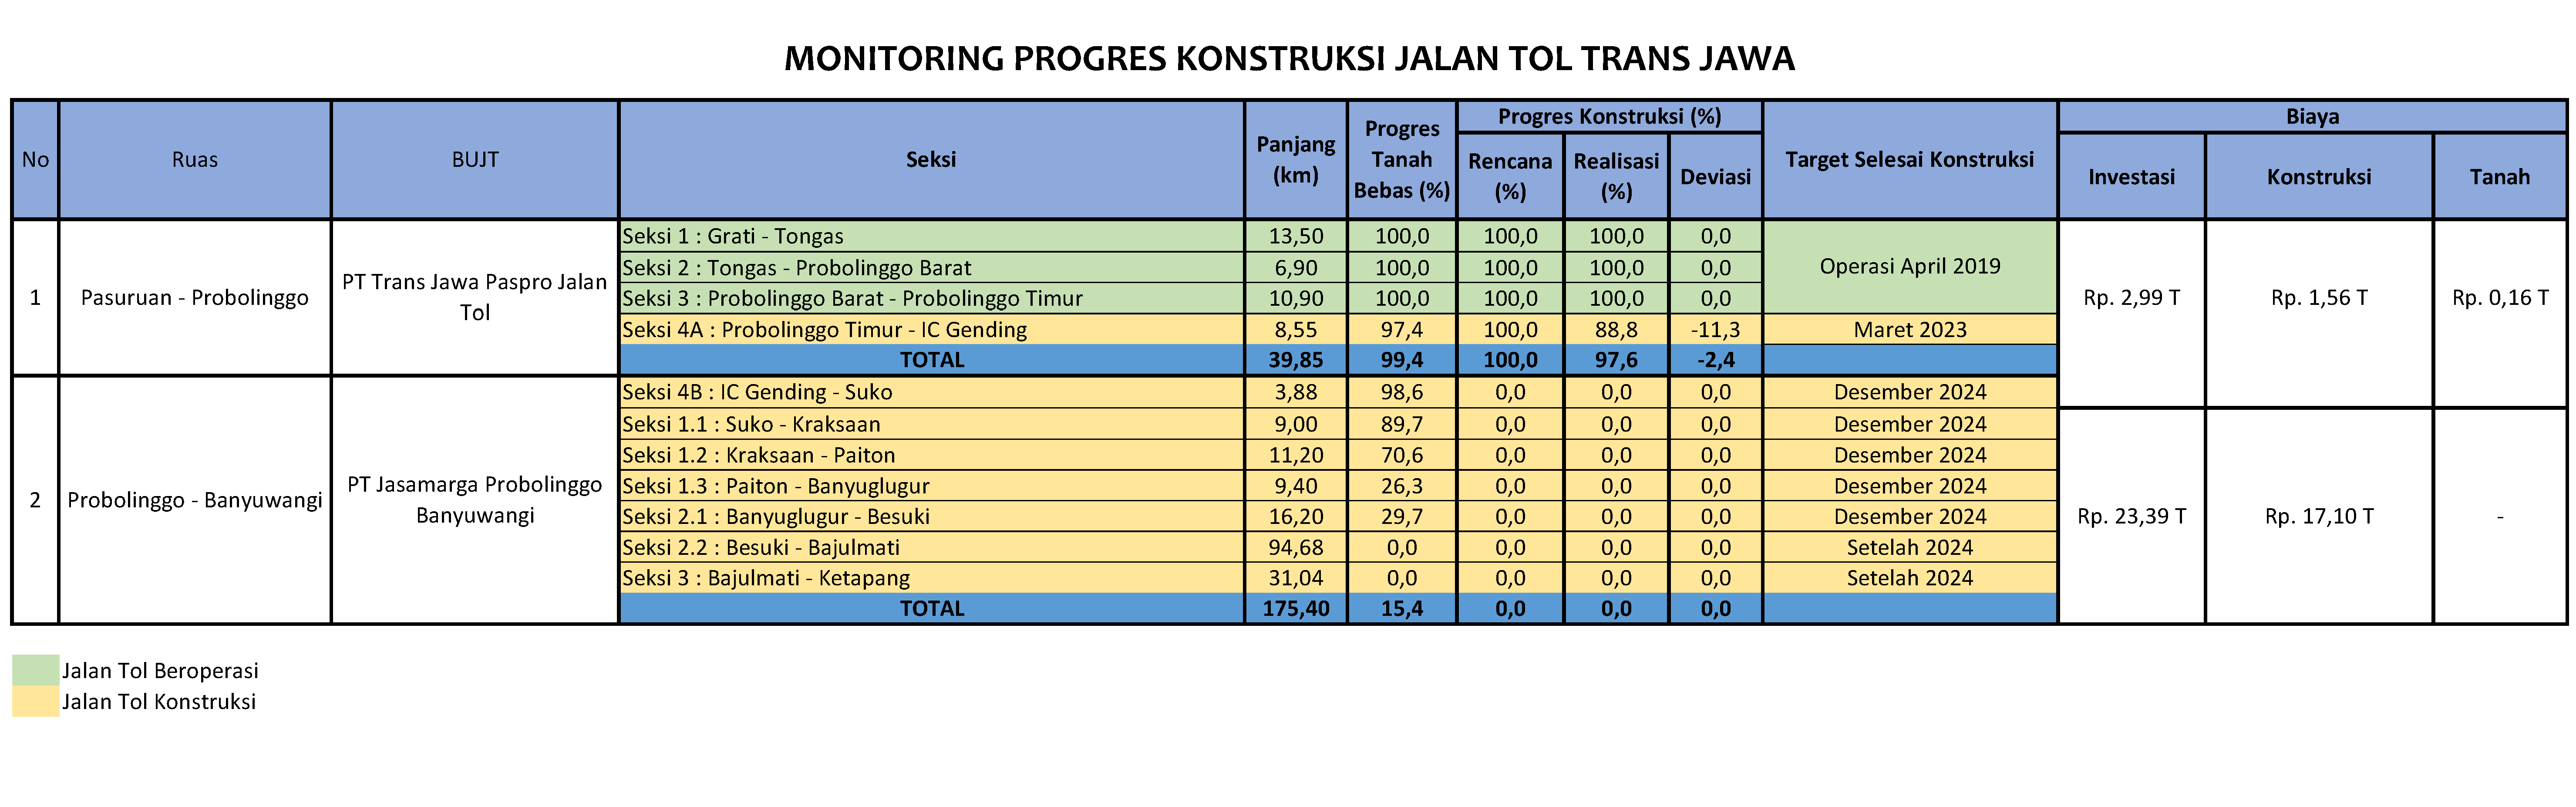 MONITORING PROGRES KONSTRUKSI JALAN TOL TRANS JAWA
No Ruas BUJT Seksi Panjang (km) Progres Tanah Bebas (%) Progres Konstruksi (%) Rencana (%) Realisasi (%) Deviasi Target Selesai Konstruksi Biaya Investasi Konstruksi Tanah
1 Pasuruan - Probolinggo PT Trans Jawa Paspro Jalan Tol
Seksi 1 : Grati - Tongas 13,50 100,0 100,0 100,0 0,0 Operasi April 2019
Seksi 2 : Tongas - Probolinggo Barat 6,90 100,0 100,0 100,0 0,0
Seksi 3 : Probolinggo Barat - Probolinggo Timur 10,90 100,0 100,0 100,0 0,0
Rp. 2,99 T Rp. 1,56 T Rp. 0,16 T
Seksi 4A : Probolinggo Timur - IC Gending 8,55 97,4 100,0 88,8 -11,3 Maret 2023
TOTAL 39,85 99,4 100,0 97,6 -2,4
2 Probolinggo - Banyuwangi PT Jasamarga Probolinggo Banyuwangi
Seksi 4B : IC Gending - Suko 3,88 98,6 0,0 0,0 0,0 Desember 2024
Seksi 1.1 : Suko - Kraksaan 9,00 89,7 0,0 0,0 0,0 Desember 2024
Seksi 1.2 : Kraksaan - Paiton 11,20 70,6 0,0 0,0 0,0 Desember 2024
Seksi 1.3 : Paiton - Banyuglugur 9,40 26,3 0,0 0,0 0,0 Desember 2024
Seksi 2.1 : Banyuglugur - Besuki 16,20 29,7 0,0 0,0 0,0 Desember 2024
Rp. 23,39 T Rp. 17,10 T -
Seksi 2.2 : Besuki - Bajulmati 94,68 0,0 0,0 0,0 0,0 Setelah 2024
Seksi 3 : Bajulmati - Ketapang 31,04 0,0 0,0 0,0 0,0 Setelah 2024
TOTAL 175,40 15,4 0,0 0,0 0,0
Jalan Tol Beroperasi
Jalan Tol Konstruksi